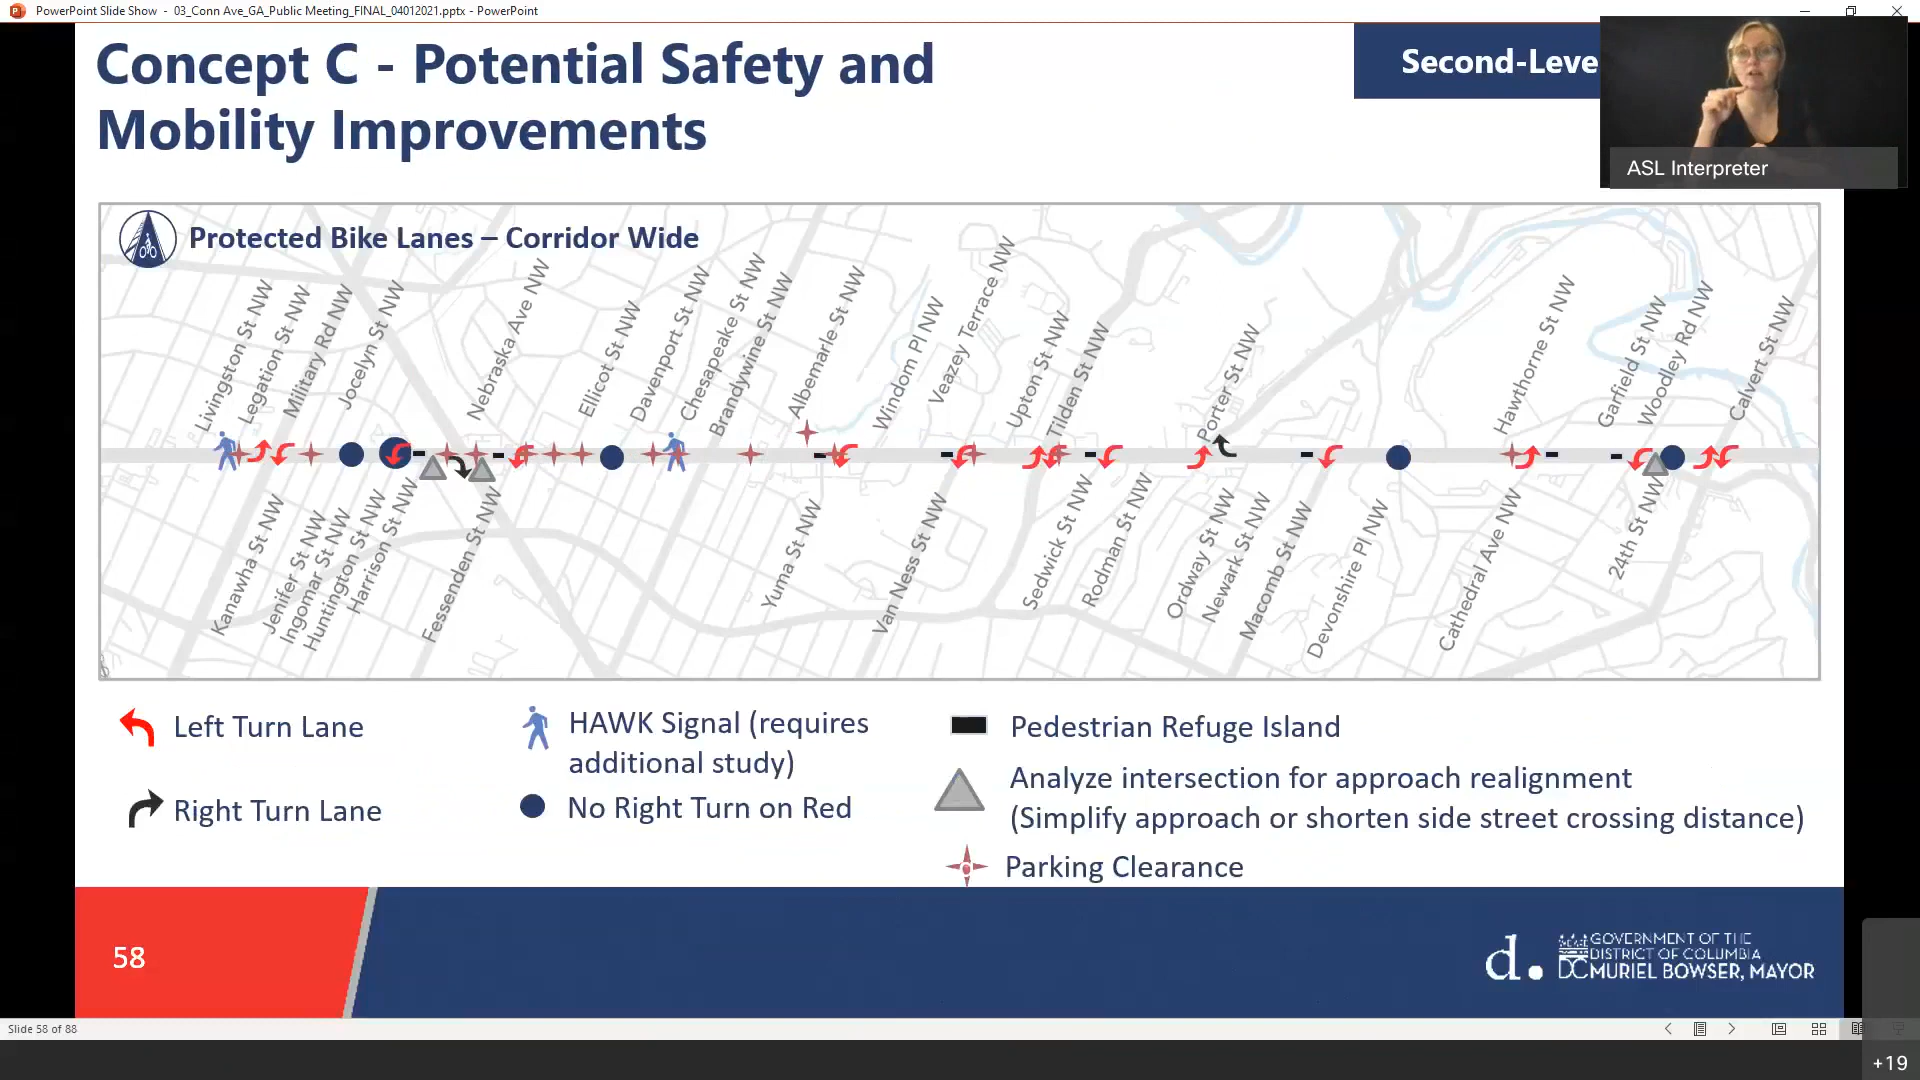 PowerPoint Slide Show - 03_Conn Ave_GA_Public Meeting_FINAL_04012021.pptx - PowerPoint
Concept C - Potential Safety and
Mobility Improvements
Second-Leve
ASL Interpreter
Protected Bike Lanes – Corridor Wide
Livingston St NW
Legation St NW
Military Rd NW
Jocelyn St NW
Nebraska Ave NW
Ellicot St NW
Davenport St NW
Chesapeake St NW
Brandywine St NW
Albemarle St NW
Windom Pl NW
Veazey Terrace NW
Upton St NW
Tilden St NW
Porter St NW
Hawthorne St NW
Garfield St NW
Woodley Rd NW
Calvert St NW
Kanawha St NW
Jenifer St NW
Ingomar St NW
Huntington St NW
Harrison St NW
Fessenden St NW
Yuma St NW
Van Ness St NW
Sedwick St NW
Rodman St NW
Ordway St NW
Newark St NW
Macomb St NW
Devonshire Pl NW
Cathedral Ave NW
24th St NW
Left Turn Lane
Right Turn Lane
HAWK Signal (requires
additional study)
No Right Turn on Red
Pedestrian Refuge Island
Analyze intersection for approach realignment
(Simplify approach or shorten side street crossing distance)
Parking Clearance
58
d.
GOVERNMENT OF THE
DISTRICT OF COLUMBIA
DC MURIEL BOWSER, MAYOR
Slide 58 of 88
+19